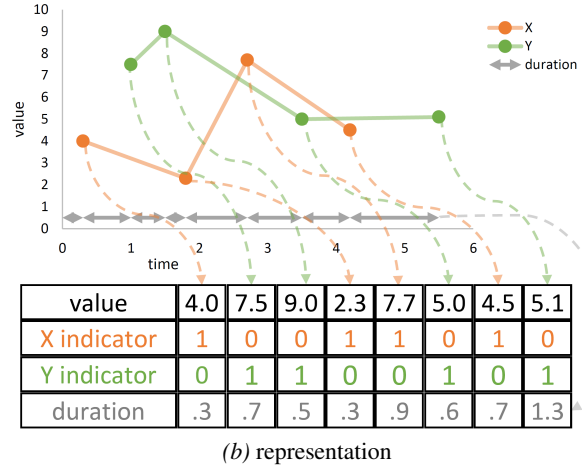 10
9
8
7
6
5
4
3
2
1
0
value
0 1 2 3 4 5 6
time
X
Y
duration
value 4.0 7.5 9.0 2.3 7.7 5.0 4.5 5.1
X indicator 1 0 0 1 1 0 1 0
Y indicator 0 1 1 0 0 1 0 1
duration .3 .7 .5 .3 .9 .6 .7 1.3
(b) representation